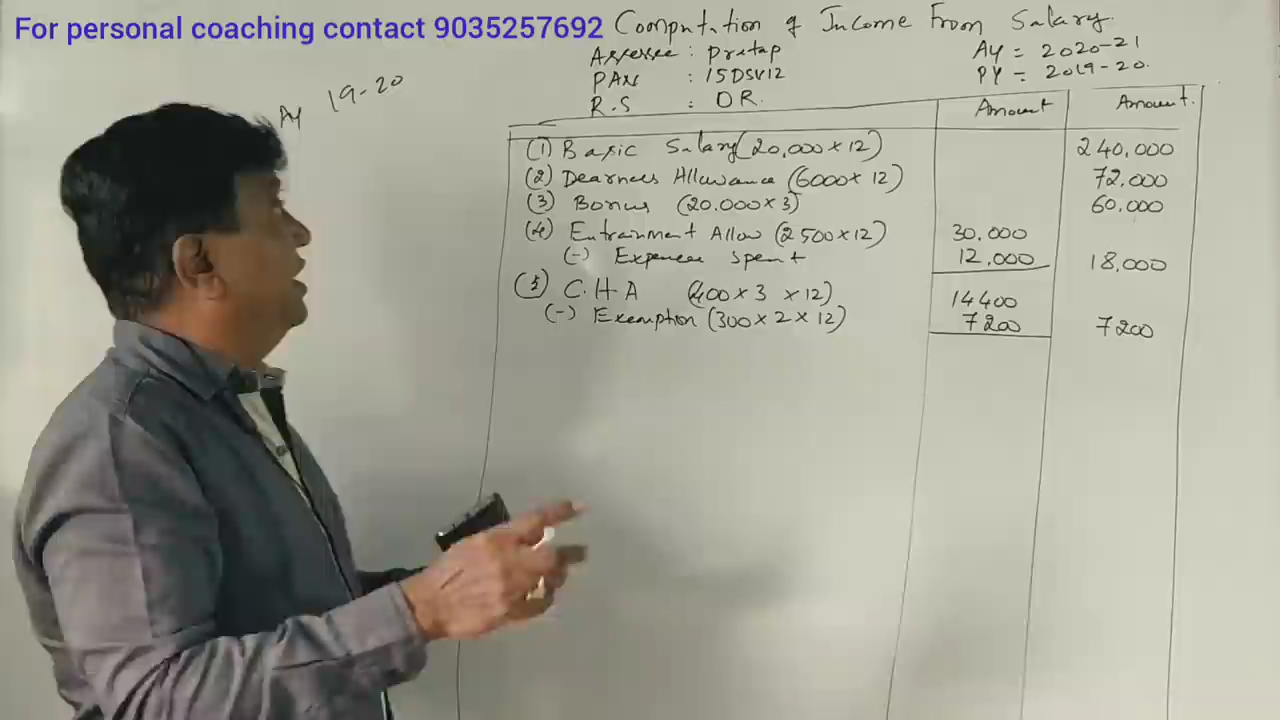 For personal coaching contact 9035257692
Computation of Income From Salary.
Assessee : Pratap
AY = 2020-21
PAN : 15DSV12
PY = 2019-20.
R.S : OR.
AY 19-20
Amount
Amount.
(1) Basic Salary (20,000 × 12)
240,000
(2) Dearness Allowance (6000 × 12)
72,000
(3) Bonus (20.000 × 3)
60,000
(4) Entrainment Allow (2500 × 12)
30,000
(-) Expenses Spent
12,000
18,000
(5) C.H.A (400 × 3 × 12)
14400
(-) Exemption (300 × 2 × 12)
7200
7200